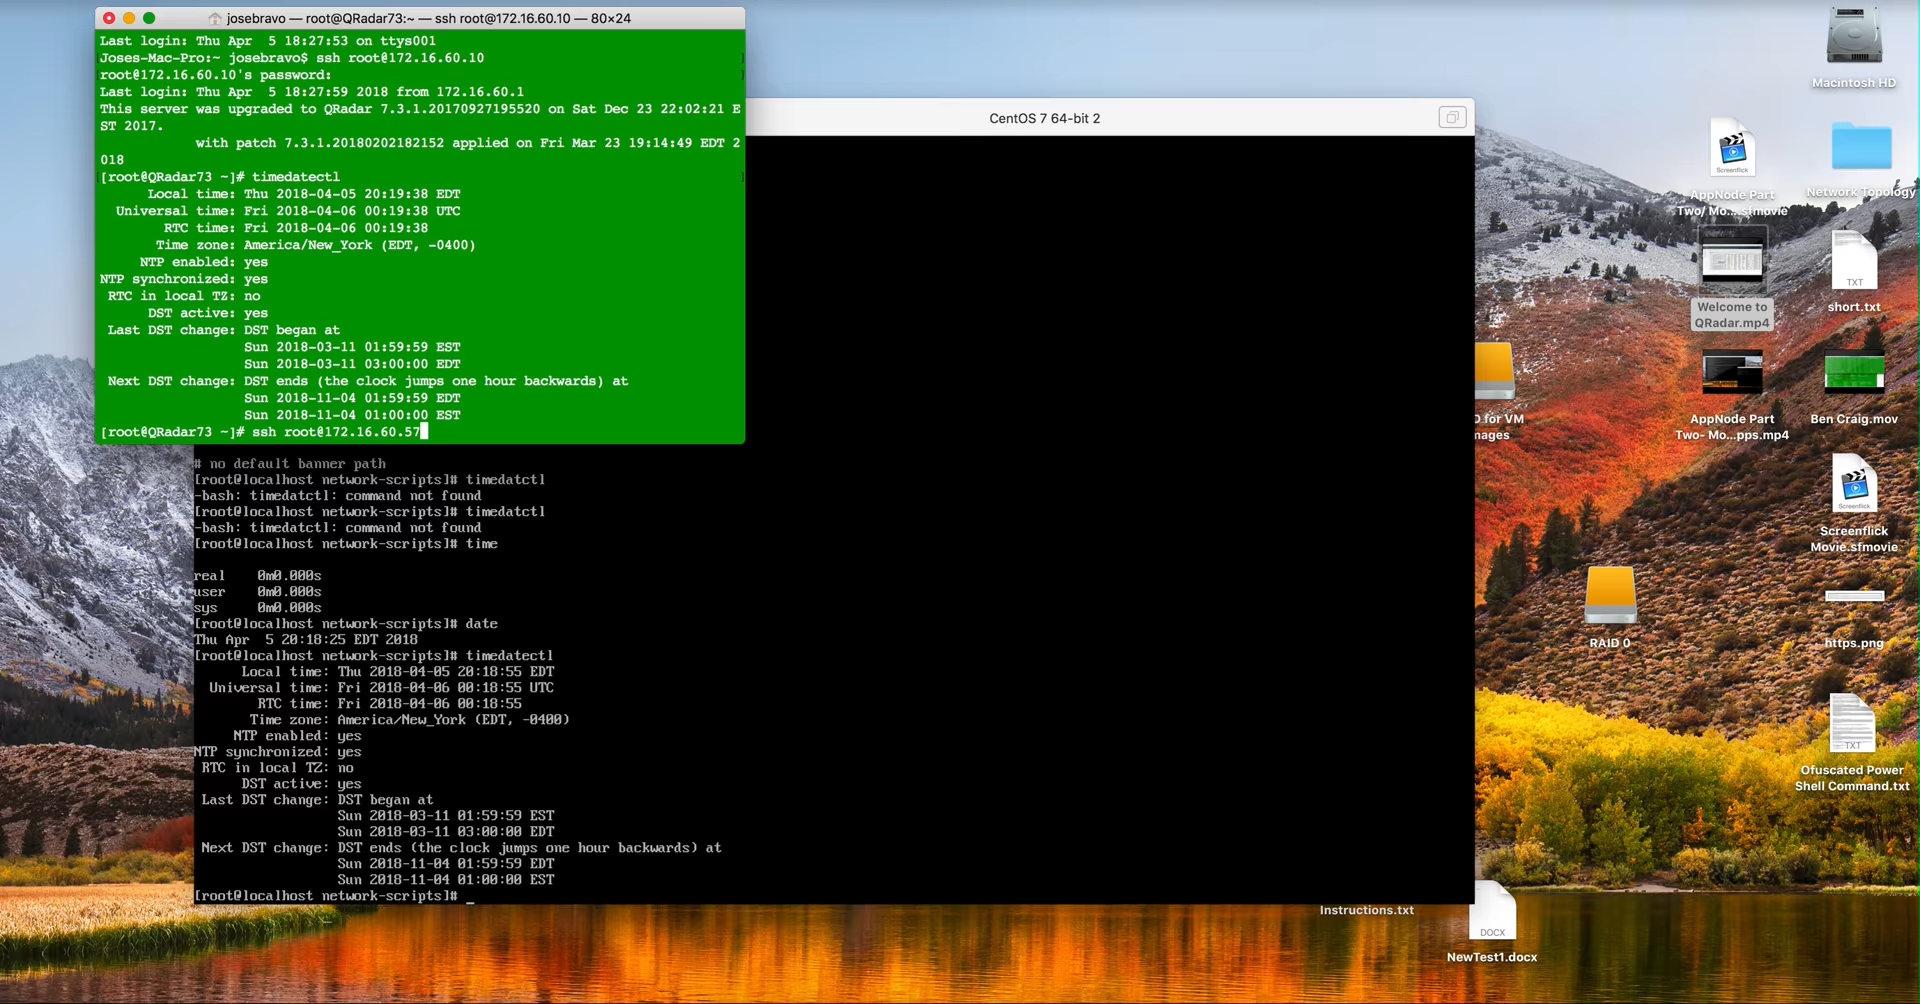 josebravo — root@QRadar73:~ — ssh root@172.16.60.10 — 80×24
Last login: Thu Apr  5 18:27:53 on ttys001
Joses-Mac-Pro:~ josebravo$ ssh root@172.16.60.10
root@172.16.60.10's password:
Last login: Thu Apr  5 18:27:59 2018 from 172.16.60.1
This server was upgraded to QRadar 7.3.1.20170927195520 on Sat Dec 23 22:02:21 E
ST 2017.
            with patch 7.3.1.20180202182152 applied on Fri Mar 23 19:14:49 EDT 2
018
[root@QRadar73 ~]# timedatectl
      Local time: Thu 2018-04-05 20:19:38 EDT
  Universal time: Fri 2018-04-06 00:19:38 UTC
        RTC time: Fri 2018-04-06 00:19:38
       Time zone: America/New_York (EDT, -0400)
     NTP enabled: yes
NTP synchronized: yes
 RTC in local TZ: no
      DST active: yes
 Last DST change: DST began at
                  Sun 2018-03-11 01:59:59 EST
                  Sun 2018-03-11 03:00:00 EDT
 Next DST change: DST ends (the clock jumps one hour backwards) at
                  Sun 2018-11-04 01:59:59 EDT
                  Sun 2018-11-04 01:00:00 EST
[root@QRadar73 ~]# ssh root@172.16.60.57
CentOS 7 64-bit 2
# no default banner path
[root@localhost network-scripts]# timedatctl
-bash: timedatctl: command not found
[root@localhost network-scripts]# timedatctl
-bash: timedatctl: command not found
[root@localhost network-scripts]# time
real    0m0.000s
user    0m0.000s
sys     0m0.000s
[root@localhost network-scripts]# date
Thu Apr  5 20:18:25 EDT 2018
[root@localhost network-scripts]# timedatectl
      Local time: Thu 2018-04-05 20:18:55 EDT
  Universal time: Fri 2018-04-06 00:18:55 UTC
        RTC time: Fri 2018-04-06 00:18:55
       Time zone: America/New_York (EDT, -0400)
     NTP enabled: yes
NTP synchronized: yes
 RTC in local TZ: no
      DST active: yes
 Last DST change: DST began at
                  Sun 2018-03-11 01:59:59 EST
                  Sun 2018-03-11 03:00:00 EDT
 Next DST change: DST ends (the clock jumps one hour backwards) at
                  Sun 2018-11-04 01:59:59 EDT
                  Sun 2018-11-04 01:00:00 EST
[root@localhost network-scripts]# _
Macintosh HD
Screenflick
AppNode Part
Two/ Mo....sfmovie
Network Topology
Welcome to
QRadar.mp4
TXT
short.txt
for VM
AppNode Part
Two- Mo...pps.mp4
Ben Craig.mov
Screenflick
Screenflick
Movie.sfmovie
RAID 0
https.png
TXT
Ofuscated Power
Shell Command.txt
Instructions.txt
DOCX
NewTest1.docx